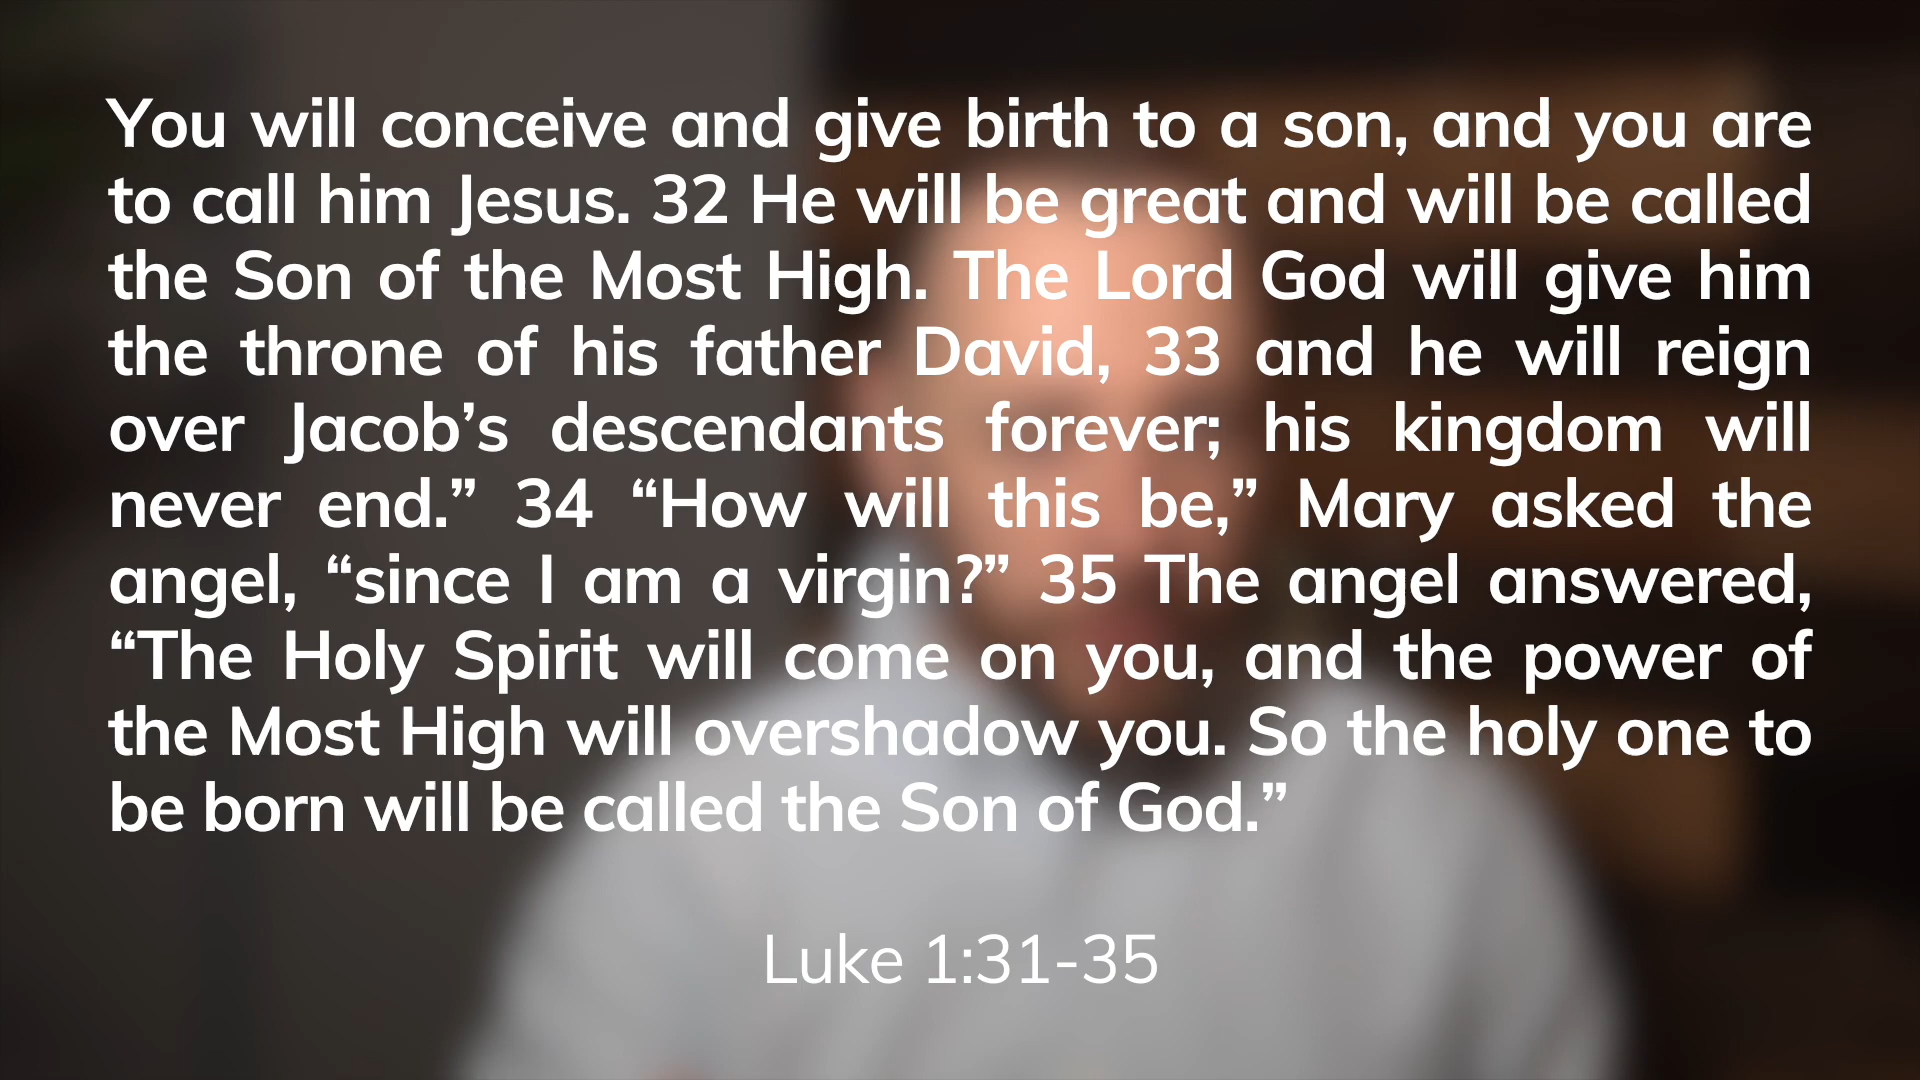 You will conceive and give birth to a son, and you are
to call him Jesus. 32 He will be great and will be called
the Son of the Most High. The Lord God will give him
the throne of his father David, 33 and he will reign
over Jacob’s descendants forever; his kingdom will
never end.” 34 “How will this be,” Mary asked the
angel, “since I am a virgin?” 35 The angel answered,
“The Holy Spirit will come on you, and the power of
the Most High will overshadow you. So the holy one to
be born will be called the Son of God.”
Luke 1:31-35